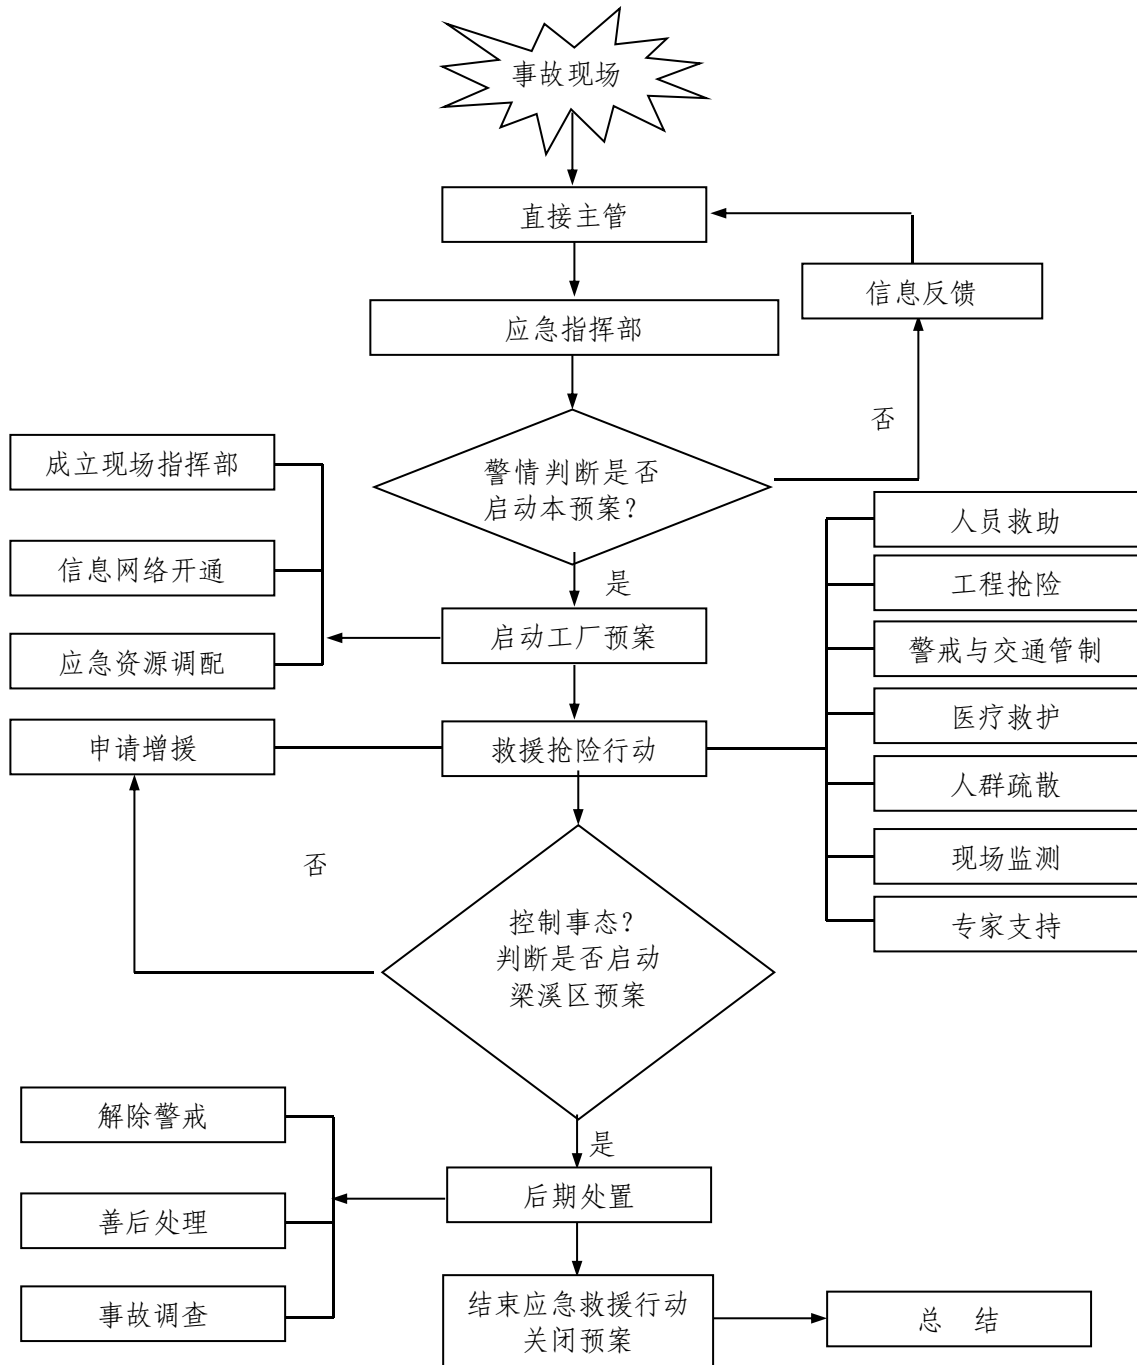 事故现场
直接主管
信息反馈
应急指挥部
否
警情判断是否
启动本预案？
成立现场指挥部
信息网络开通
应急资源调配
是
启动工厂预案
人员救助
工程抢险
警戒与交通管制
医疗救护
人群疏散
现场监测
专家支持
申请增援
救援抢险行动
否
控制事态？
判断是否启动
梁溪区预案
是
解除警戒
善后处理
事故调查
后期处置
结束应急救援行动
关闭预案
总 结